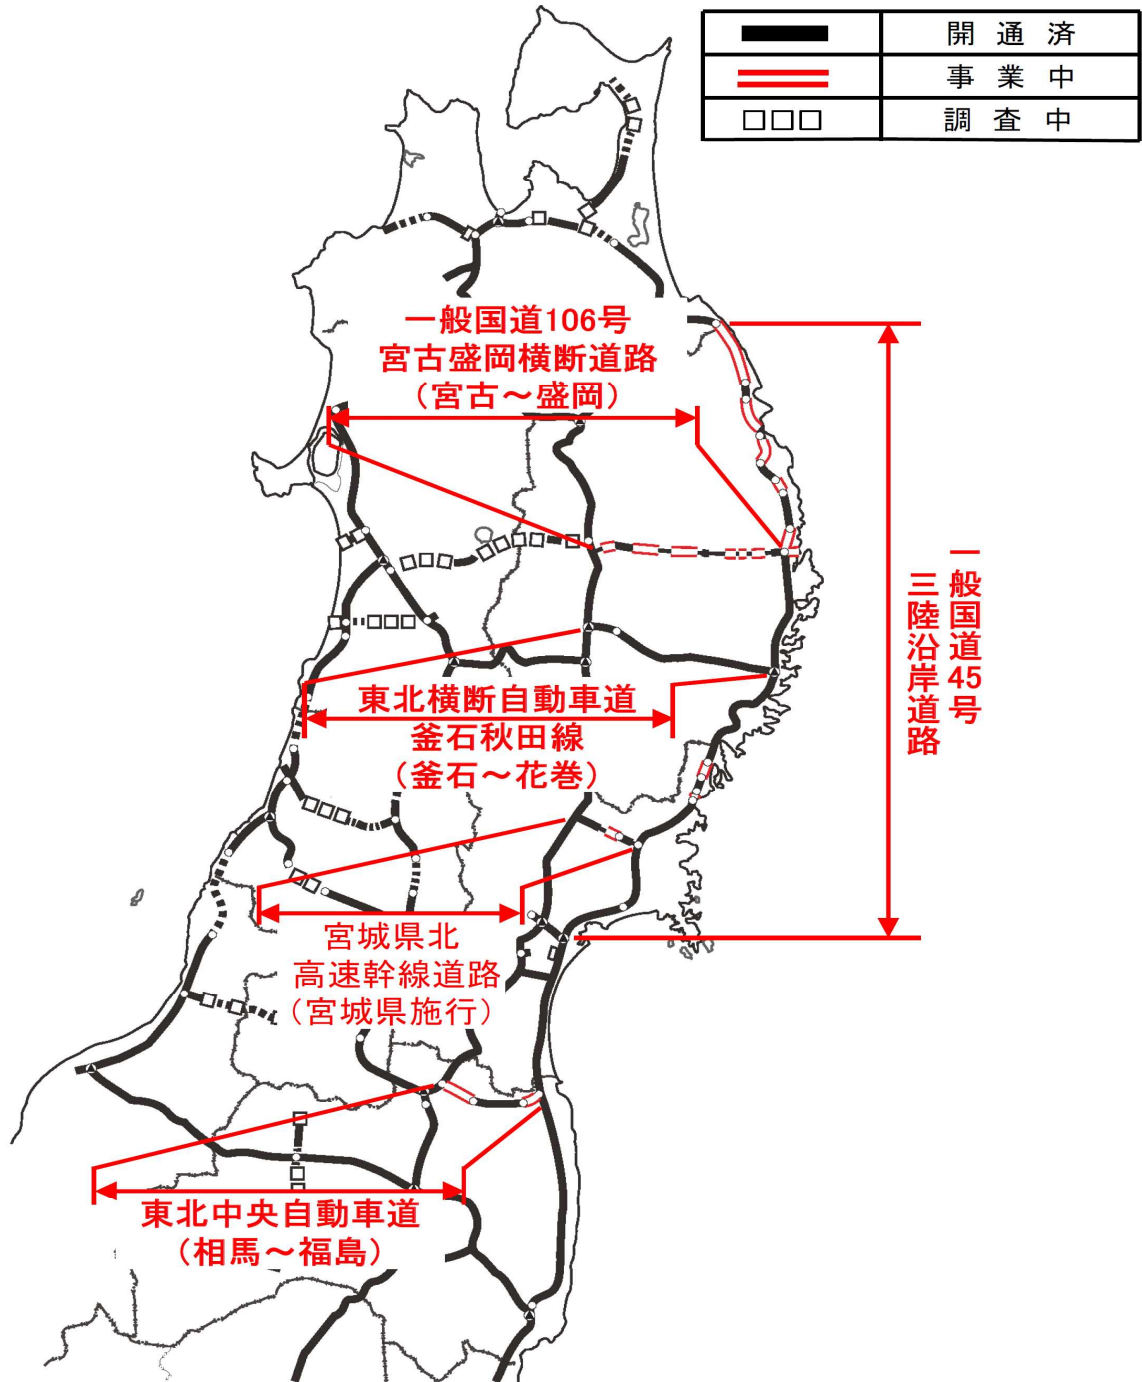 開通済
事業中
調査中
一般国道106号
宮古盛岡横断道路
（宮古～盛岡）
一般国道45号
三陸沿岸道路
東北横断自動車道
釜石秋田線
（釜石～花巻）
宮城県北
高速幹線道路
（宮城県施行）
東北中央自動車道
（相馬～福島）